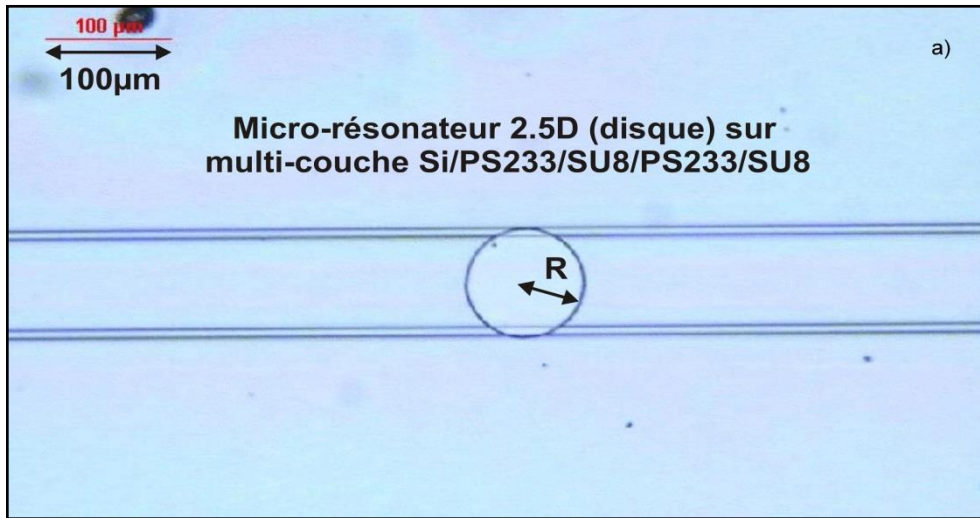 100 µm
100µm
a)
Micro-résonateur 2.5D (disque) sur
multi-couche Si/PS233/SU8/PS233/SU8
R